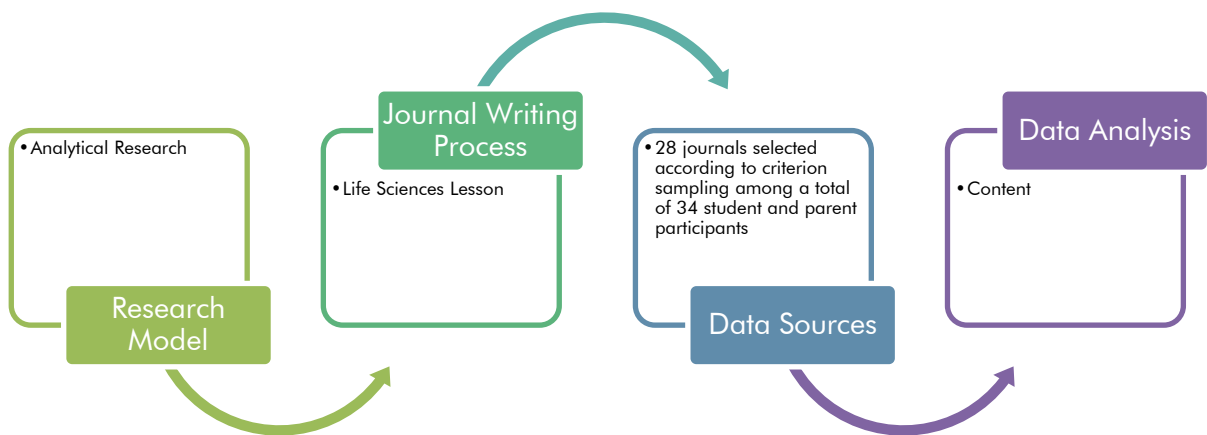 • Analytical Research
Research
Model
Journal Writing
Process
• Life Sciences Lesson
• 28 journals selected
according to criterion
sampling among a total
of 34 student and parent
participants
Data Sources
Data Analysis
• Content